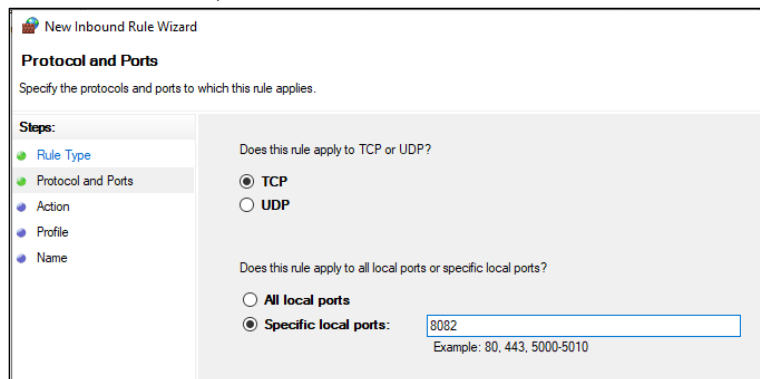 New Inbound Rule Wizard
Protocol and Ports
Specify the protocols and ports to which this rule applies.
Steps:
Rule Type
Protocol and Ports
Action
Profile
Name
Does this rule apply to TCP or UDP?
TCP
UDP
Does this rule apply to all local ports or specific local ports?
All local ports
Specific local ports: 8082
Example: 80, 443, 5000-5010